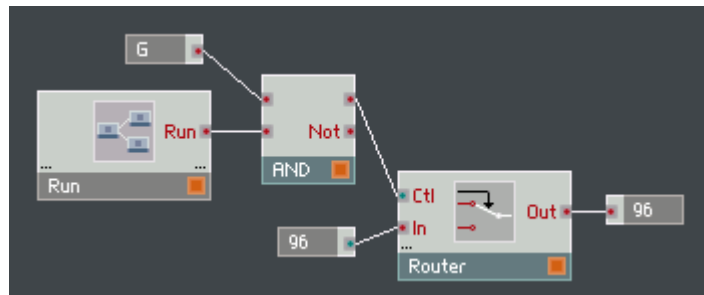 G
Run
...
...
Run
Not
AND
Ctl
In
...
Out
Router
96
96